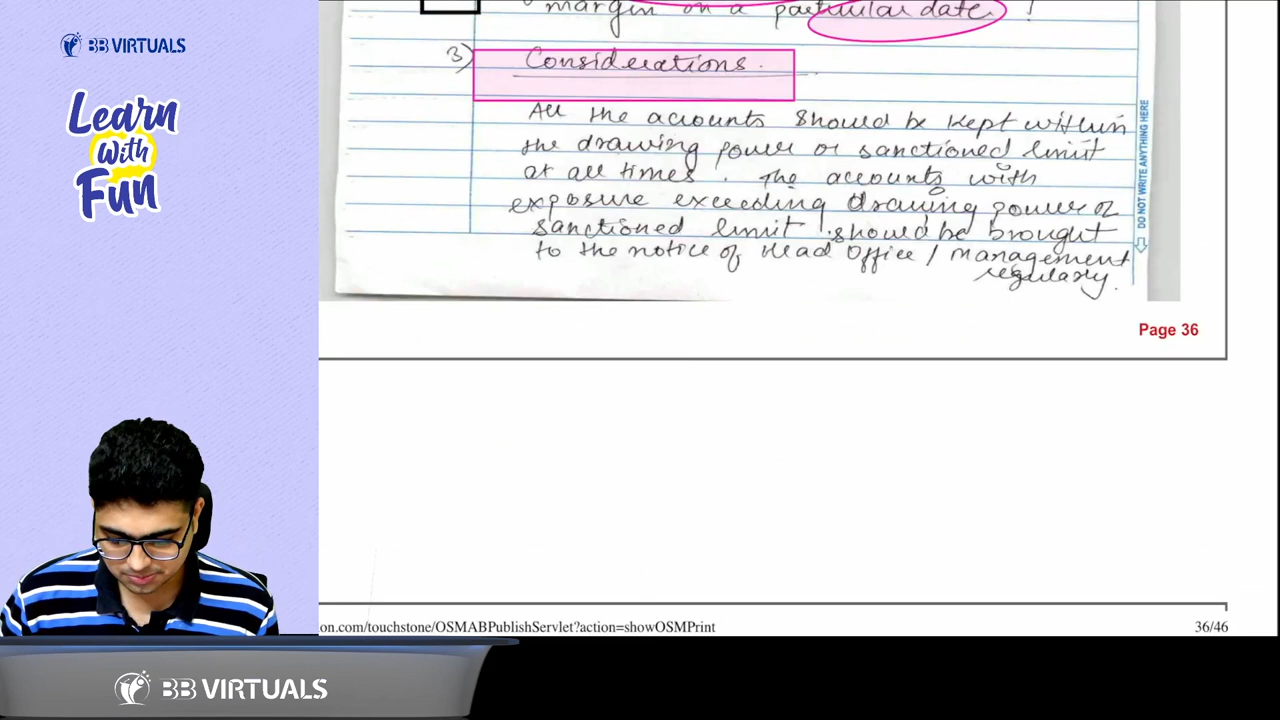 BB VIRTUALS
Learn
With
Fun
margin on a particular date !
3) Considerations.
All the accounts should be kept within
the drawing power or sanctioned limit
at all times. The accounts with
exposure exceeding drawing power or
sanctioned limit should be brought
to the notice of Head Office / management
regularly.
DO NOT WRITE ANYTHING HERE
Page 36
on.com/touchstone/OSMABPublishServlet?action=showOSMPrint
36/46
BB VIRTUALS